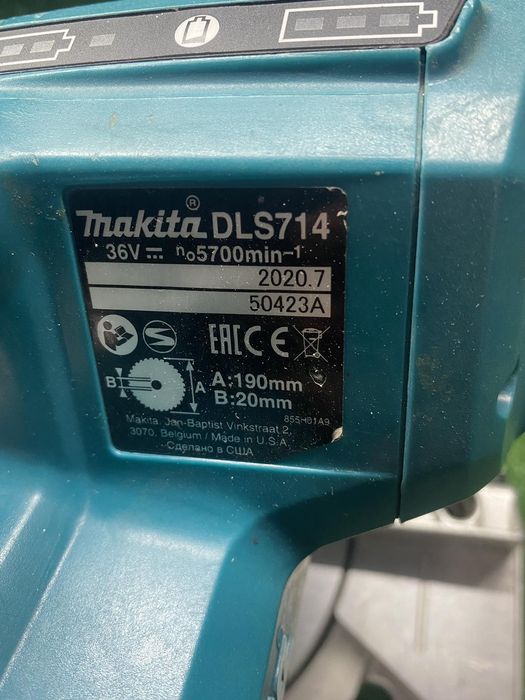 makita® DLS714
36V n₀5700min⁻¹
2020.7
50423A
EAC CE
B A A:190mm
B:20mm
855H01A9
Makita, Jan-Baptist Vinkstraat 2,
3070, Belgium / Made in U.S.A
Сделано в США